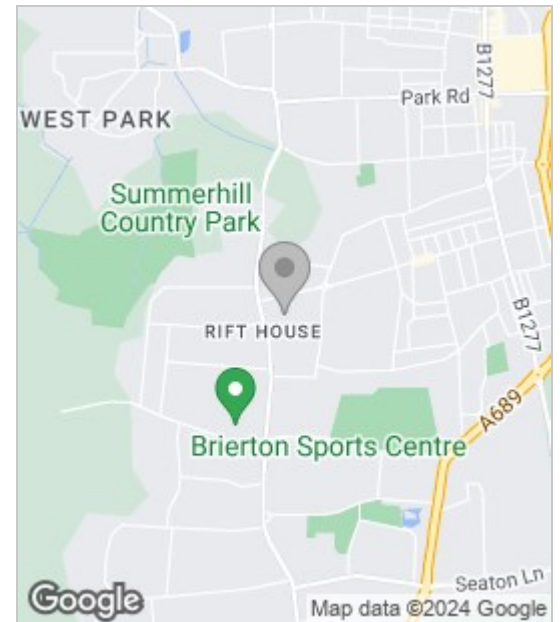 B1277
Park Rd
WEST PARK
Summerhill
Country Park
RIFT HOUSE
B1277
A689
Brierton Sports Centre
Seaton Ln
Google
Map data ©2024 Google